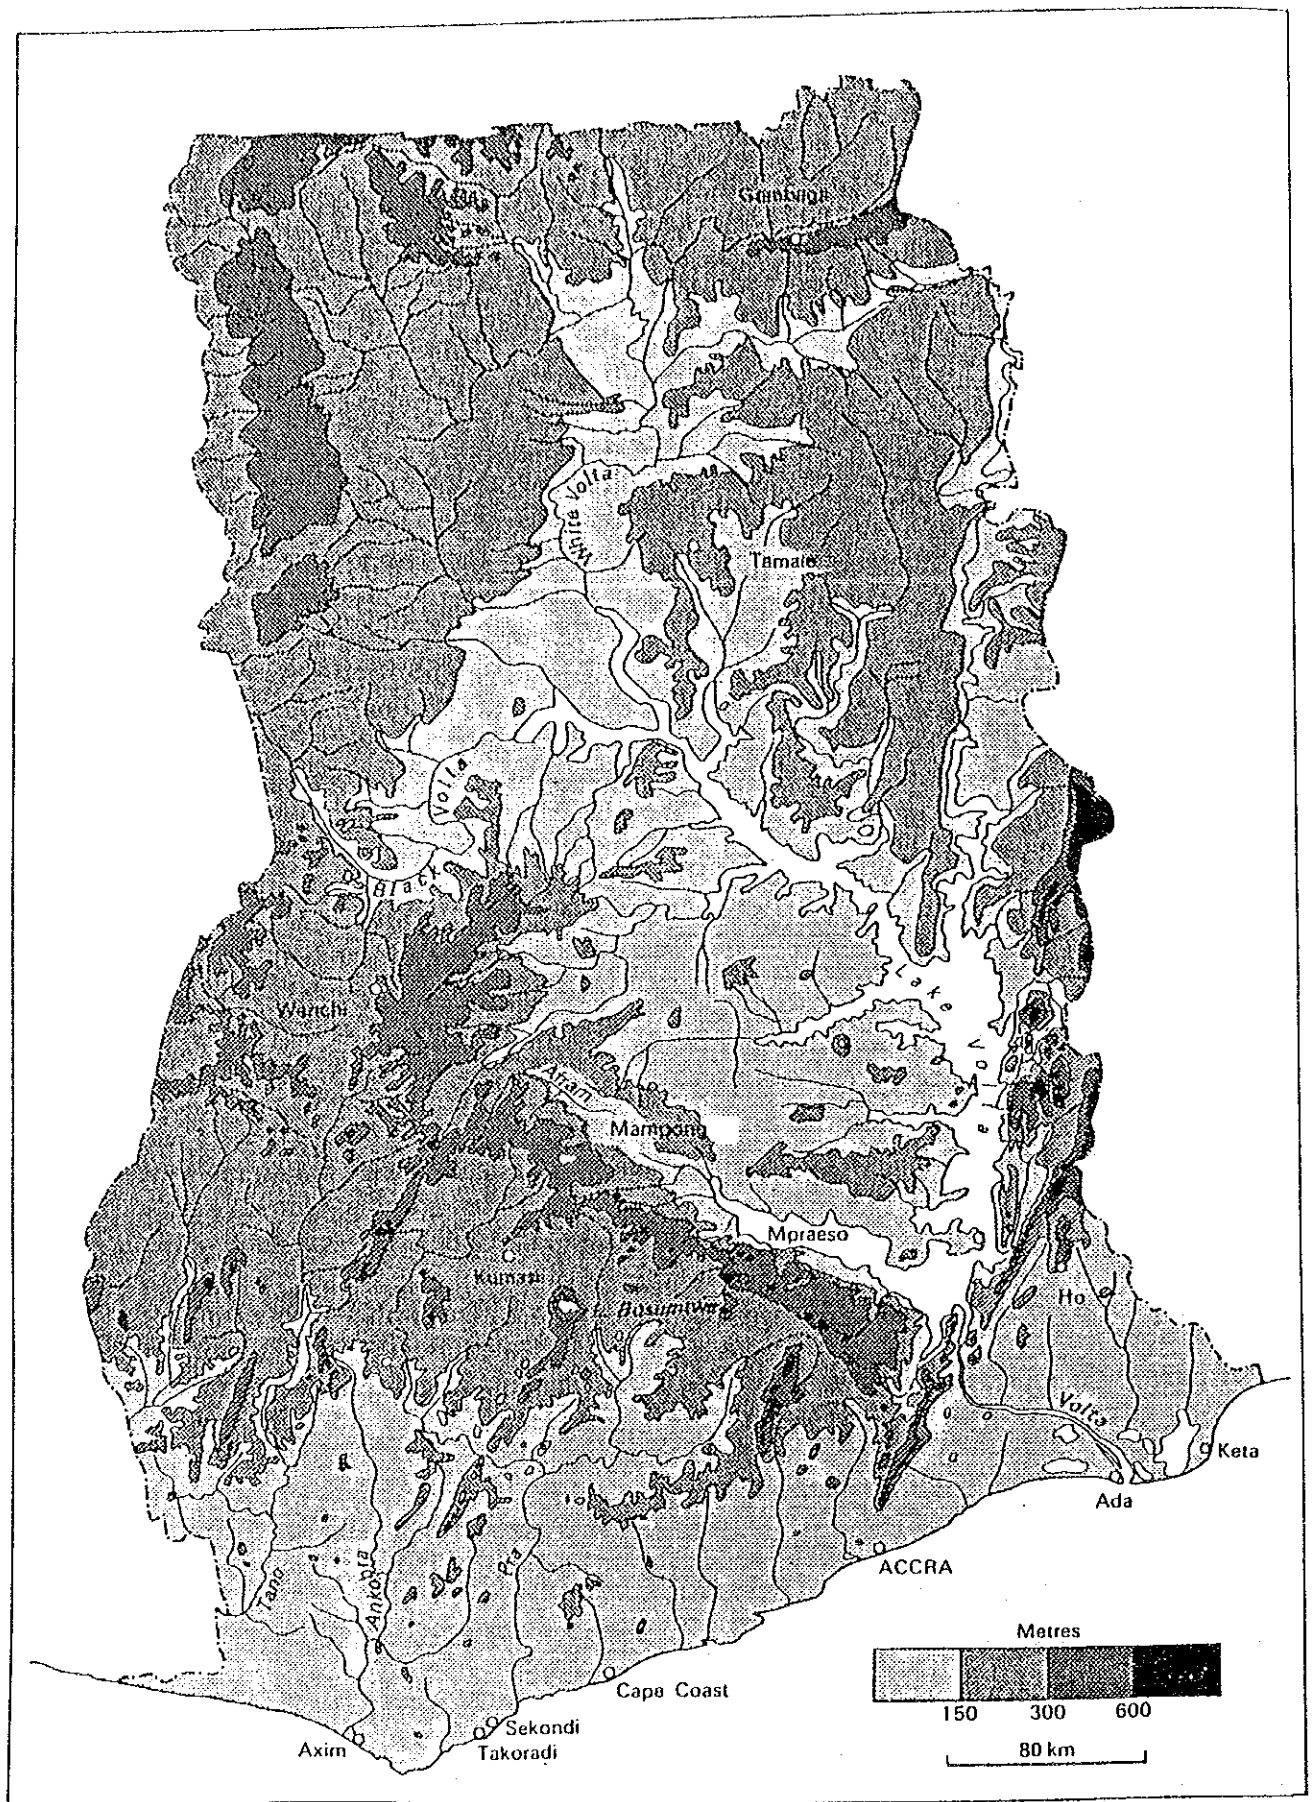 Gambaga
White Volta
Tamale
Black Volta
Lake Volta
Wenchi
Afram
Mampong
Mpraeso
Kumasi
Bosumtwi
Ho
Volta
Keta
Ada
ACCRA
Tano
Ankobra
Pra
Cape Coast
Sekondi
Takoradi
Axim
Metres
150 300 600
80 km